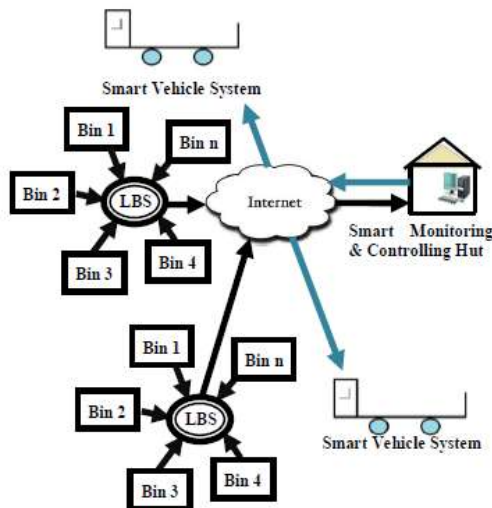 Smart Vehicle System
Bin 1
Bin n
Bin 2
LBS
Internet
Bin 3
Bin 4
Smart Monitoring
& Controlling Hut
Bin 1
Bin n
Bin 2
LBS
Bin 3
Bin 4
Smart Vehicle System